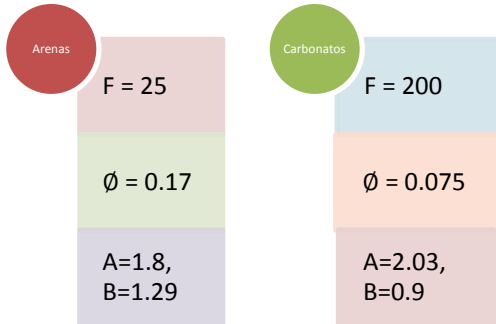 Arenas
F = 25
Ø = 0.17
A=1.8,
B=1.29
Carbonatos
F = 200
Ø = 0.075
A=2.03,
B=0.9